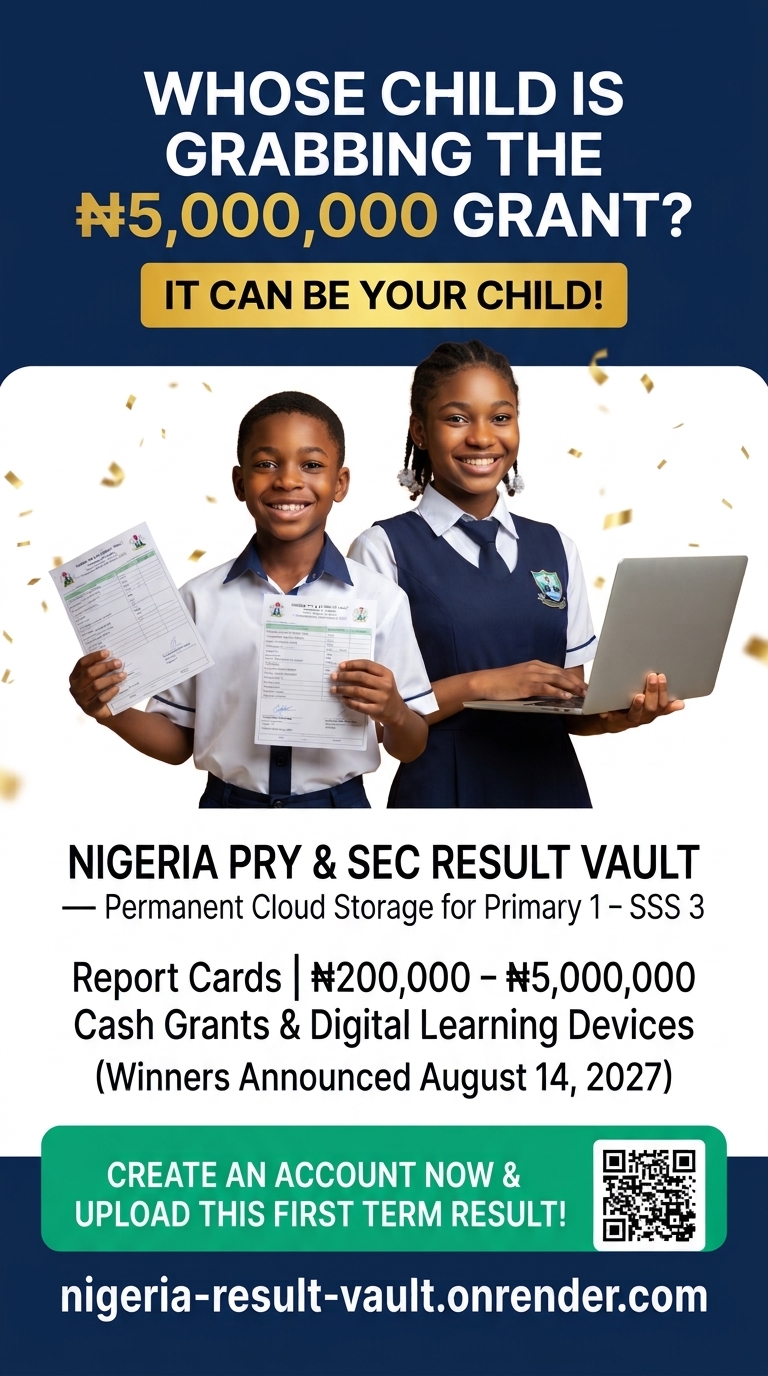 WHOSE CHILD IS
GRABBING THE
₦5,000,000 GRANT?
IT CAN BE YOUR CHILD!
NIGERIA PRY & SEC RESULT VAULT
— Permanent Cloud Storage for Primary 1 – SSS 3
Report Cards | ₦200,000 – ₦5,000,000
Cash Grants & Digital Learning Devices
(Winners Announced August 14, 2027)
CREATE AN ACCOUNT NOW &
UPLOAD THIS FIRST TERM RESULT!
nigeria-result-vault.onrender.com